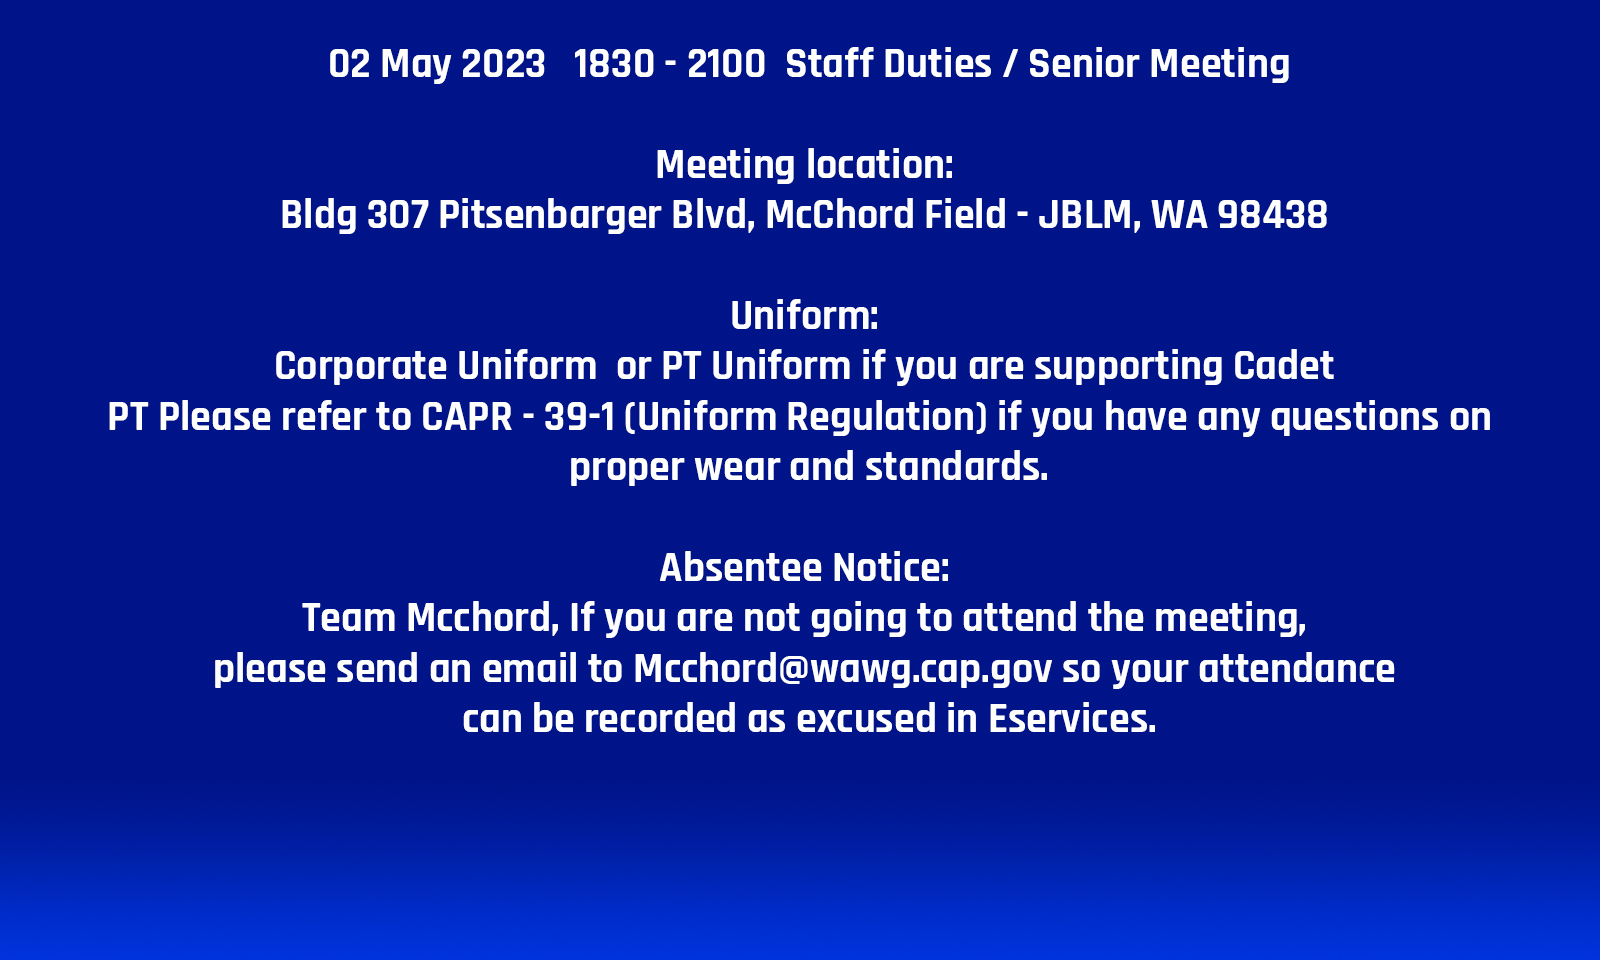 02 May 2023 1830 - 2100 Staff Duties / Senior Meeting
Meeting location:
Bldg 307 Pitsenbarger Blvd, McChord Field - JBLM, WA 98438
Uniform:
Corporate Uniform or PT Uniform if you are supporting Cadet
PT Please refer to CAPR - 39-1 (Uniform Regulation) if you have any questions on
proper wear and standards.
Absentee Notice:
Team Mcchord, If you are not going to attend the meeting,
please send an email to Mcchord@wawg.cap.gov so your attendance
can be recorded as excused in Eservices.